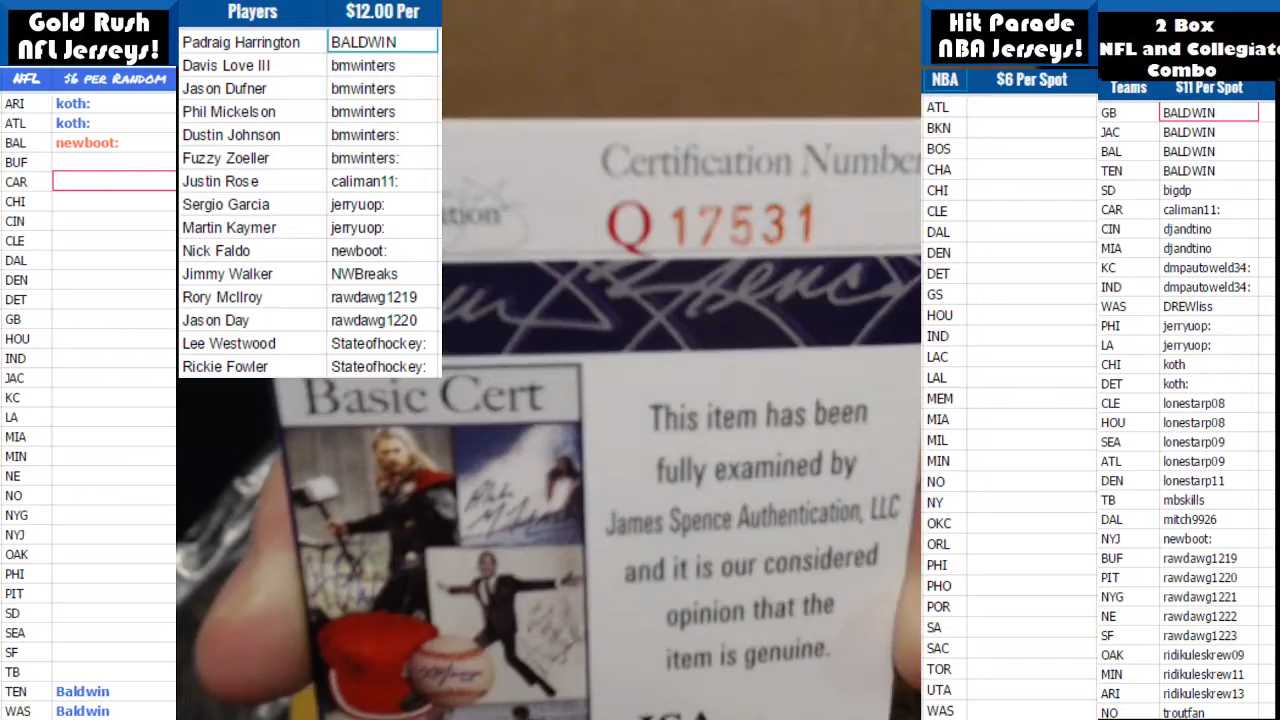 Gold Rush
NFL Jerseys!
NFL $6 per Random
ARI koth:
ATL koth:
BAL newboot:
BUF
CAR
CHI
CIN
CLE
DAL
DEN
DET
GB
HOU
IND
JAC
KC
LA
MIA
MIN
NE
NO
NYG
NYJ
OAK
PHI
PIT
SD
SEA
SF
TB
TEN Baldwin
WAS Baldwin
Players $12.00 Per
Padraig Harrington BALDWIN
Davis Love III bmwinters
Jason Dufner bmwinters
Phil Mickelson bmwinters
Dustin Johnson bmwinters:
Fuzzy Zoeller bmwinters:
Justin Rose caliman11:
Sergio Garcia jerryuop:
Martin Kaymer jerryuop:
Nick Faldo newboot:
Jimmy Walker NWBreaks
Rory McIlroy rawdawg1219
Jason Day rawdawg1220
Lee Westwood Stateofhockey:
Rickie Fowler Stateofhockey:
Certification Number
Q 17531
Basic Cert
This item has been
fully examined by
James Spence Authentication, LLC
and it is our considered
opinion that the
item is genuine.
Hit Parade
NBA Jerseys!
NBA $6 Per Spot
ATL
BKN
BOS
CHA
CHI
CLE
DAL
DEN
DET
GS
HOU
IND
LAC
LAL
MEM
MIA
MIL
MIN
NO
NY
OKC
ORL
PHI
PHO
POR
SA
SAC
TOR
UTA
WAS
2 Box
NFL and Collegiate
Combo
Teams $11 Per Spot
GB BALDWIN
JAC BALDWIN
BAL BALDWIN
TEN BALDWIN
SD bigdp
CAR caliman11:
CIN djandtino
MIA djandtino
KC dmpautoweld34:
IND dmpautoweld34:
WAS DREWliss
PHI jerryuop:
LA jerryuop:
CHI koth
DET koth:
CLE lonestarp08
HOU lonestarp08
SEA lonestarp09
ATL lonestarp09
DEN lonestarp11
TB mbskills
DAL mitch9926
NYJ newboot:
BUF rawdawg1219
PIT rawdawg1220
NYG rawdawg1221
NE rawdawg1222
SF rawdawg1223
OAK ridikuleskrew09
MIN ridikuleskrew11
ARI ridikuleskrew13
NO troutfan